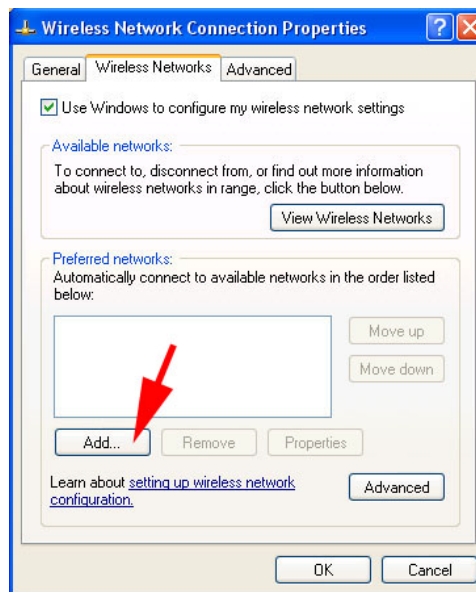 Wireless Network Connection Properties
General Wireless Networks Advanced
Use Windows to configure my wireless network settings
Available networks:
To connect to, disconnect from, or find out more information
about wireless networks in range, click the button below.
View Wireless Networks
Preferred networks:
Automatically connect to available networks in the order listed
below:
Move up
Move down
Add... Remove Properties
Learn about setting up wireless network
configuration.
Advanced
OK Cancel